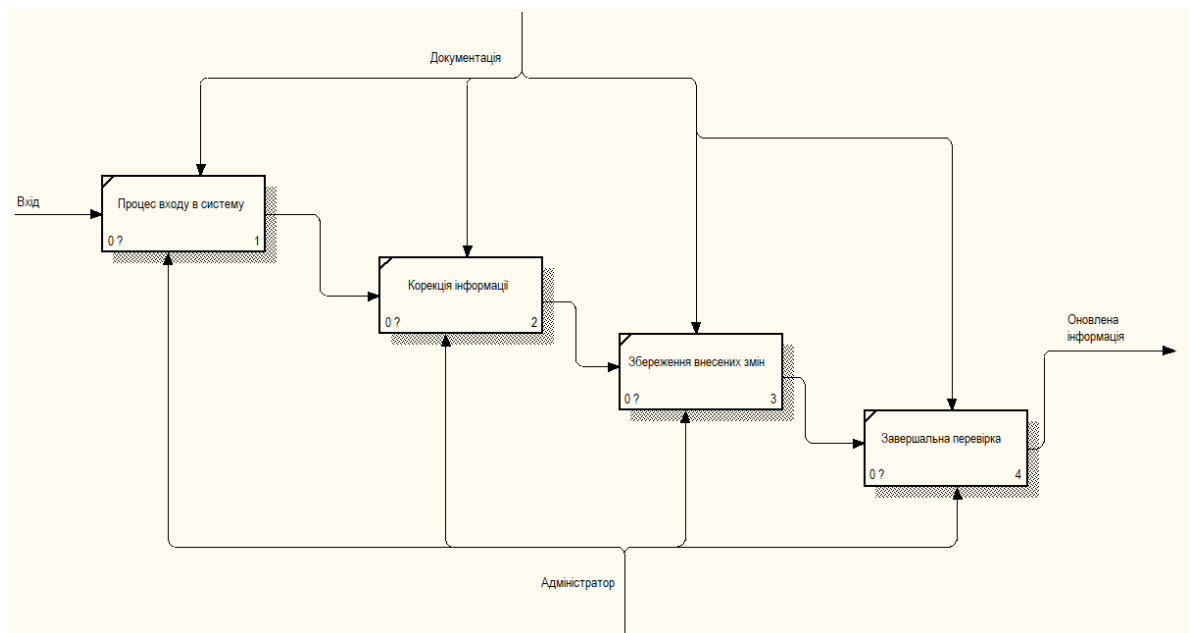 Документація
Вхід
Процес входу в систему
0 ?
1
Корекція інформації
0 ?
2
Оновлена
інформація
Збереження внесених змін
0 ?
3
Завершальна перевірка
0 ?
4
Адміністратор